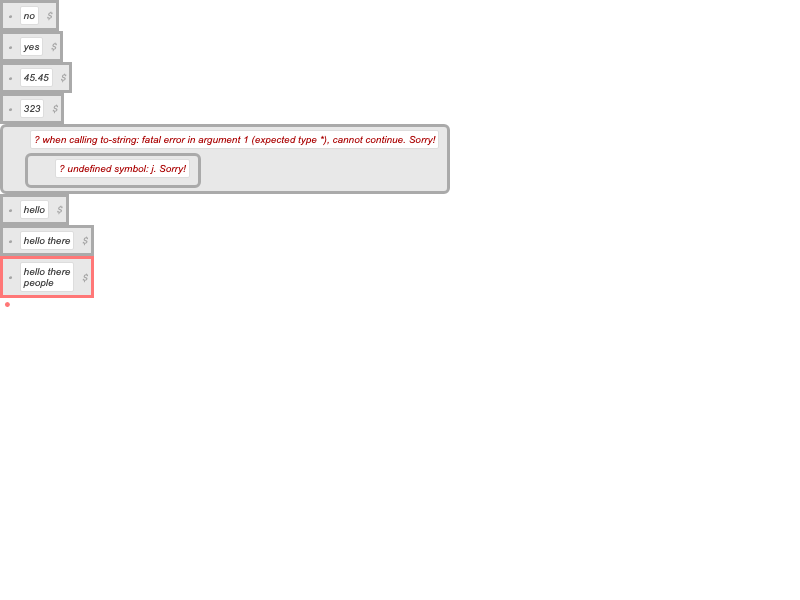 • no $
• yes $
• 45.45 $
• 323 $
? when calling to-string: fatal error in argument 1 (expected type *), cannot continue. Sorry!
? undefined symbol: j. Sorry!
• hello $
• hello there $
• hello there $
people